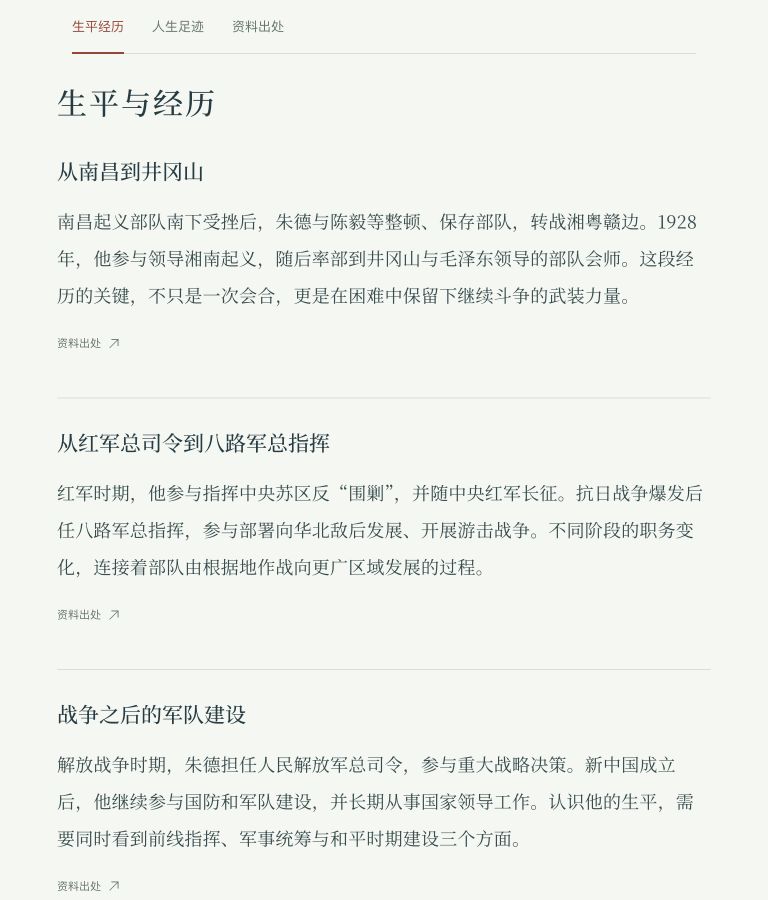 生平经历 人生足迹 资料出处
生平与经历
从南昌到井冈山
南昌起义部队南下受挫后，朱德与陈毅等整顿、保存部队，转战湘粤赣边。1928
年，他参与领导湘南起义，随后率部到井冈山与毛泽东领导的部队会师。这段经
历的关键，不只是一次会合，更是在困难中保留下继续斗争的武装力量。
资料出处 ↗
从红军总司令到八路军总指挥
红军时期，他参与指挥中央苏区反“围剿”，并随中央红军长征。抗日战争爆发后
任八路军总指挥，参与部署向华北敌后发展、开展游击战争。不同阶段的职务变
化，连接着部队由根据地作战向更广区域发展的过程。
资料出处 ↗
战争之后的军队建设
解放战争时期，朱德担任人民解放军总司令，参与重大战略决策。新中国成立
后，他继续参与国防和军队建设，并长期从事国家领导工作。认识他的生平，需
要同时看到前线指挥、军事统筹与和平时期建设三个方面。
资料出处 ↗